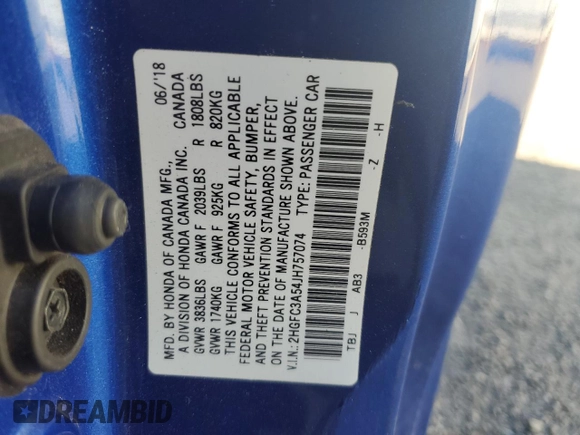 MFD. BY HONDA OF CANADA MFG., 06/'18
A DIVISION OF HONDA CANADA INC. CANADA
GVWR 3836LBS GAWR F 2039LBS R 1808LBS
GVWR 1740KG GAWR F 925KG R 820KG
THIS VEHICLE CONFORMS TO ALL APPLICABLE
FEDERAL MOTOR VEHICLE SAFETY, BUMPER,
AND THEFT PREVENTION STANDARDS IN EFFECT
ON THE DATE OF MANUFACTURE SHOWN ABOVE.
V.I.N.: 2HGFC3A54JH757074 TYPE: PASSENGER CAR
TBJ J AB3 -B593M -Z -H
DREAMBID